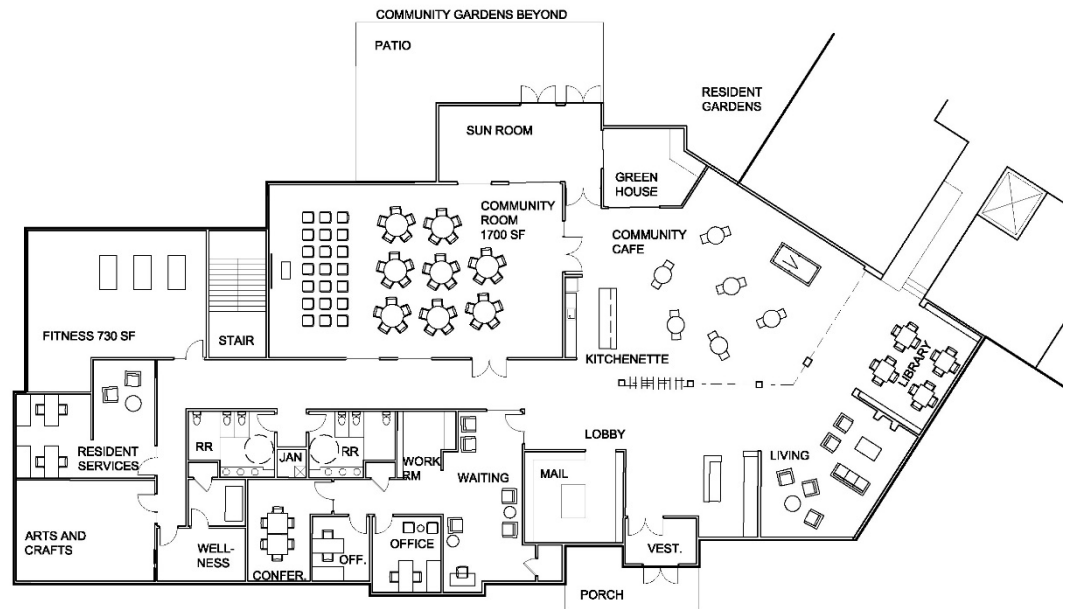 COMMUNITY GARDENS BEYOND
PATIO
RESIDENT
GARDENS
SUN ROOM
GREEN
HOUSE
COMMUNITY
ROOM
1700 SF
COMMUNITY
CAFE
FITNESS 730 SF
STAIR
KITCHENETTE
LIBRARY
RESIDENT
SERVICES
RR
JAN
RR
WORK
RM
LOBBY
WAITING
MAIL
LIVING
ARTS AND
CRAFTS
WELL-
NESS
CONFER.
OFF.
OFFICE
VEST.
PORCH